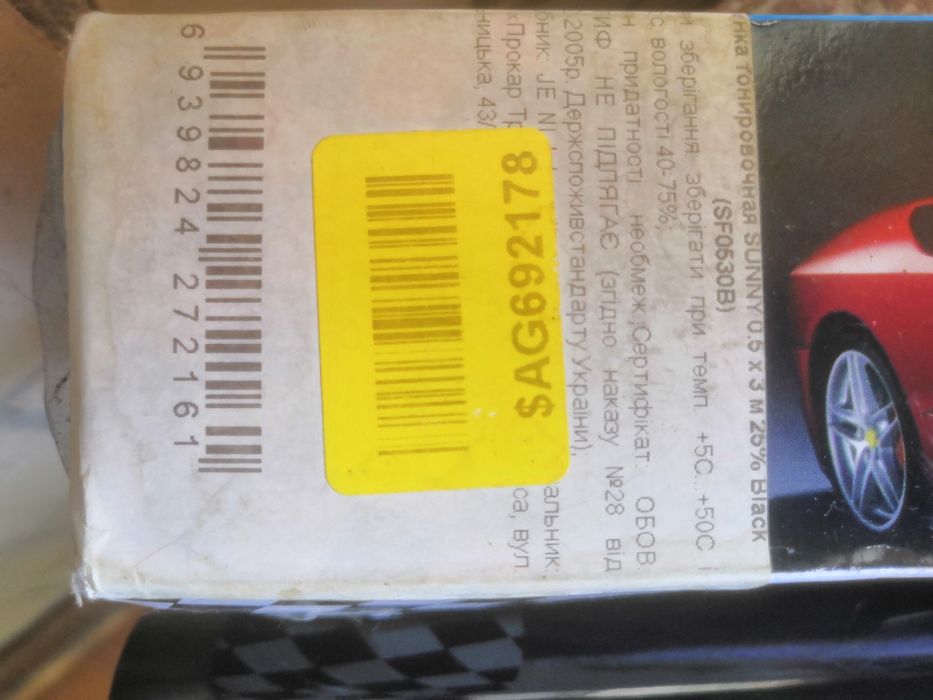 нка тонировочная SUNNY 0.5 x 3 м 25% Black
(SF0530B)
и зберігання: зберігати при темп. +5С...+50С і
с вологості 40-75%,
н придатності необмеж.;Сертифікат: ОБОВ
ИФ НЕ ПІДЛЯГАЄ (згідно наказу №28 від
.2005р. Держспоживстандарту України),
бник: JE альник:
«Прокар са, вул.
ницька, 43/
$AG692178
6 939824 272161